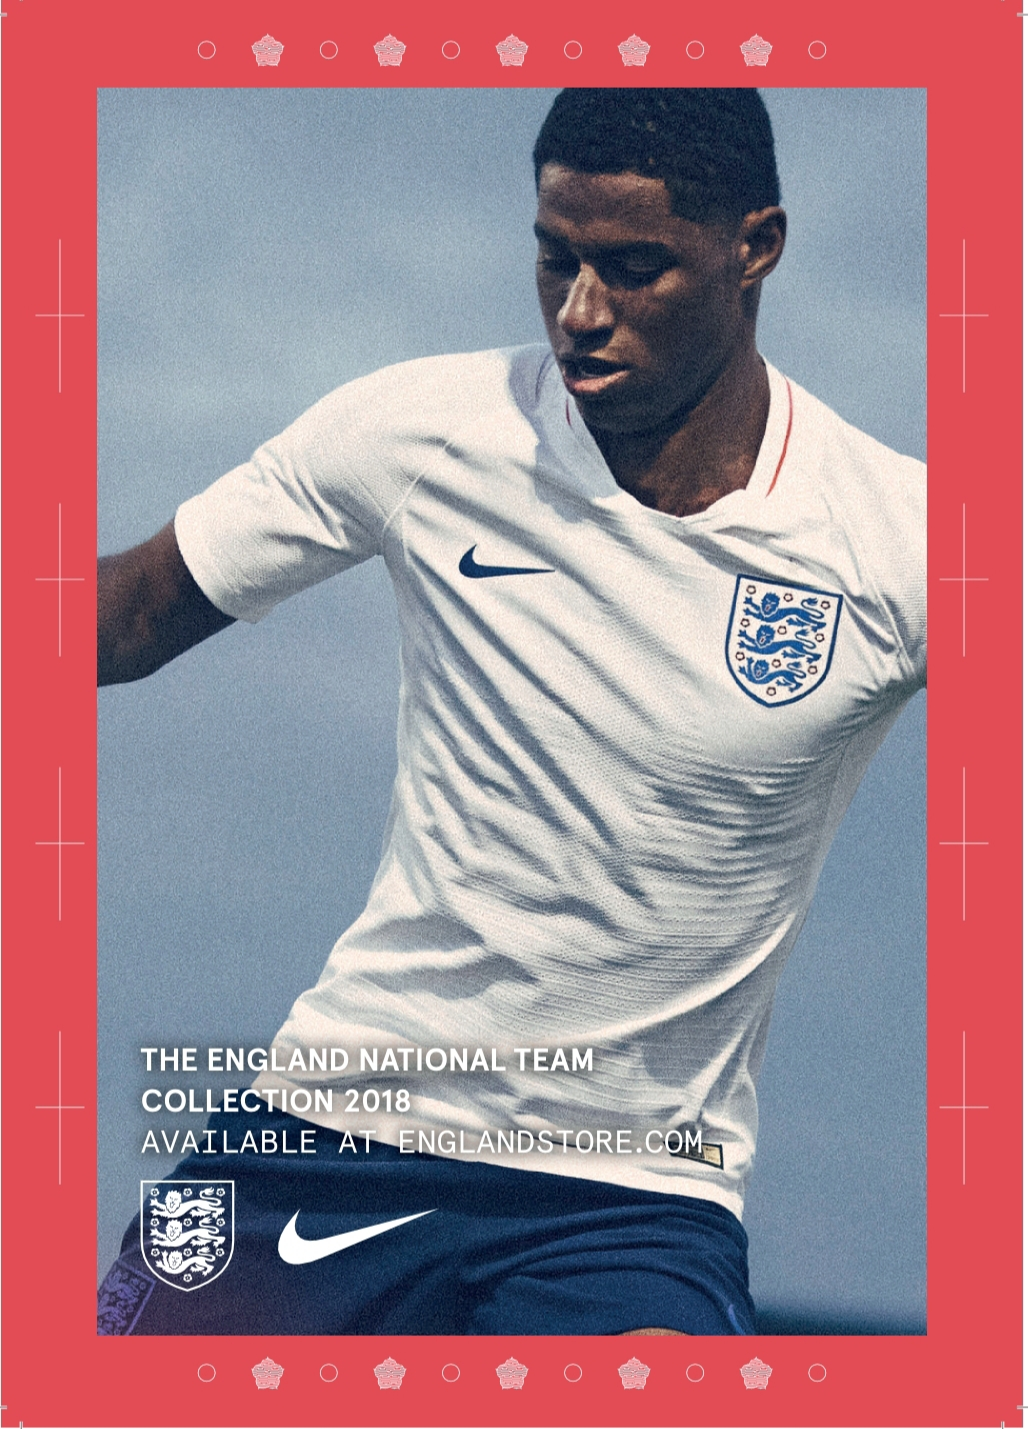 THE ENGLAND NATIONAL TEAM
COLLECTION 2018
AVAILABLE AT ENGLANDSTORE.COM